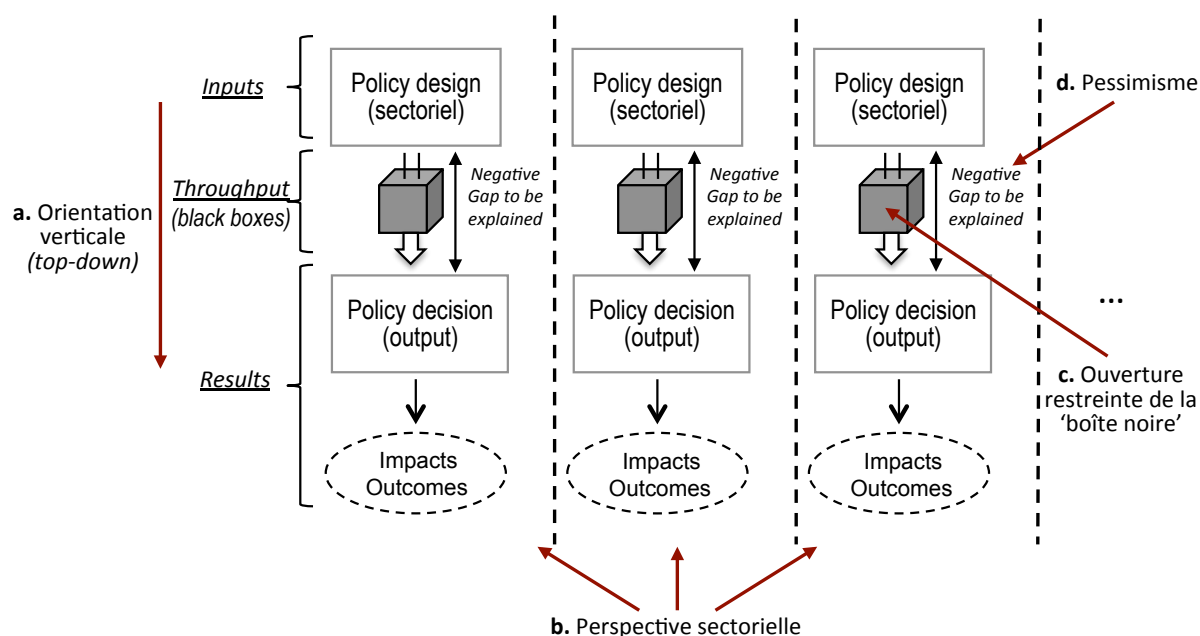 Inputs
Policy design
(sectoriel)
Policy design
(sectoriel)
Policy design
(sectoriel)
d. Pessimisme
a. Orientation
verticale
(top-down)
Throughput
(black boxes)
Negative
Gap to be
explained
Negative
Gap to be
explained
Negative
Gap to be
explained
Results
Policy decision
(output)
Policy decision
(output)
Policy decision
(output)
...
c. Ouverture
restreinte de la
‘boîte noire’
Impacts
Outcomes
Impacts
Outcomes
Impacts
Outcomes
b. Perspective sectorielle